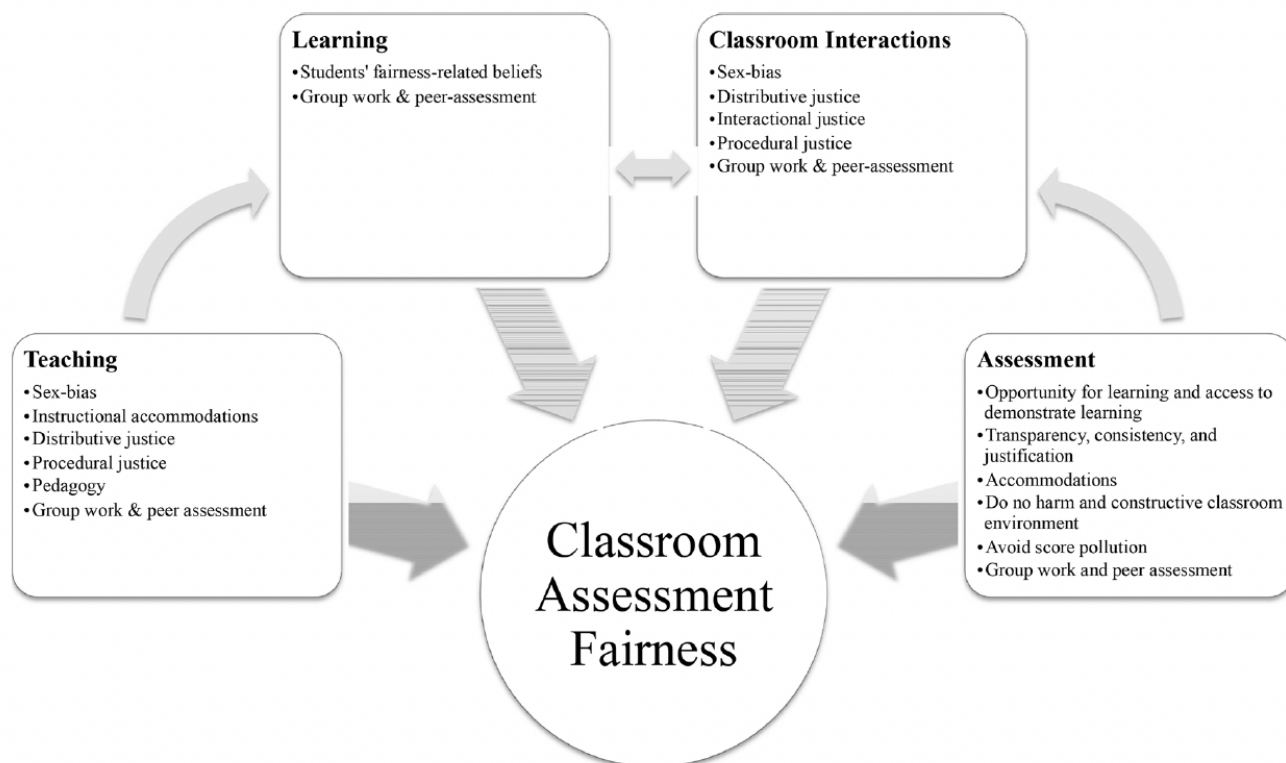 Learning
•Students' fairness-related beliefs
•Group work & peer-assessment
Classroom Interactions
•Sex-bias
•Distributive justice
•Interactional justice
•Procedural justice
•Group work & peer-assessment
Teaching
•Sex-bias
•Instructional accommodations
•Distributive justice
•Procedural justice
•Pedagogy
•Group work & peer assessment
Assessment
•Opportunity for learning and access to
demonstrate learning
•Transparency, consistency, and
justification
•Accommodations
•Do no harm and constructive classroom
environment
•Avoid score pollution
•Group work and peer assessment
Classroom
Assessment
Fairness